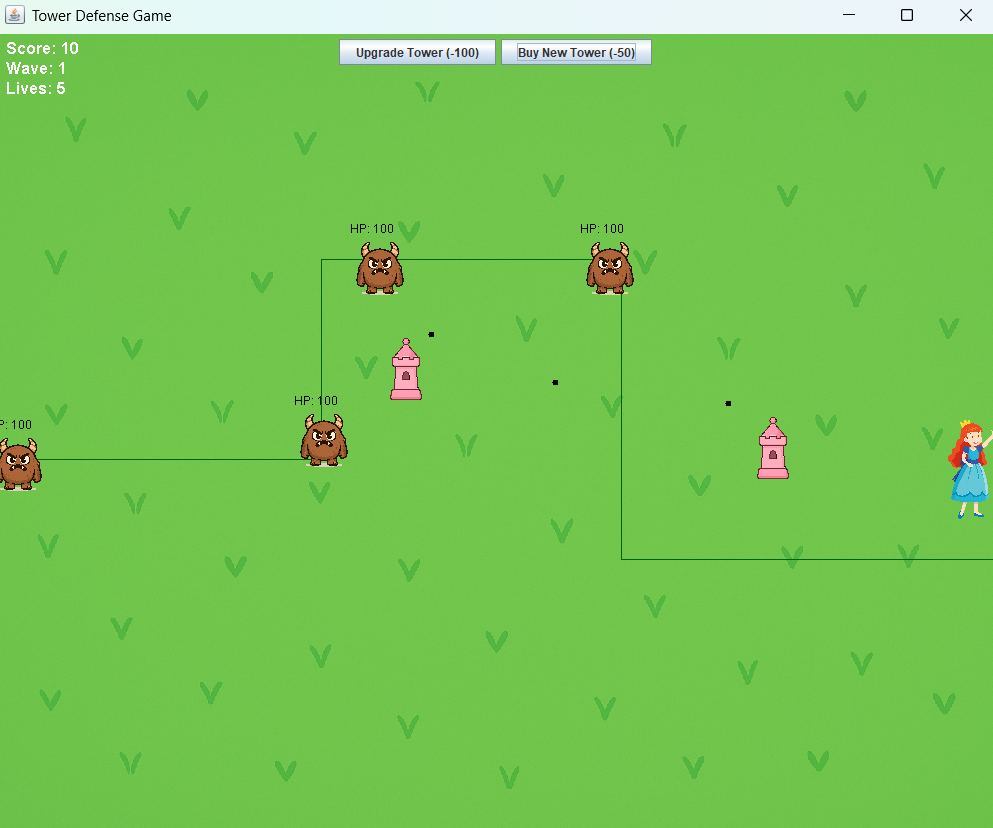 Tower Defense Game
Score: 10
Wave: 1
Lives: 5
Upgrade Tower (-100)
Buy New Tower (-50)
HP: 100
HP: 100
HP: 100
P: 100